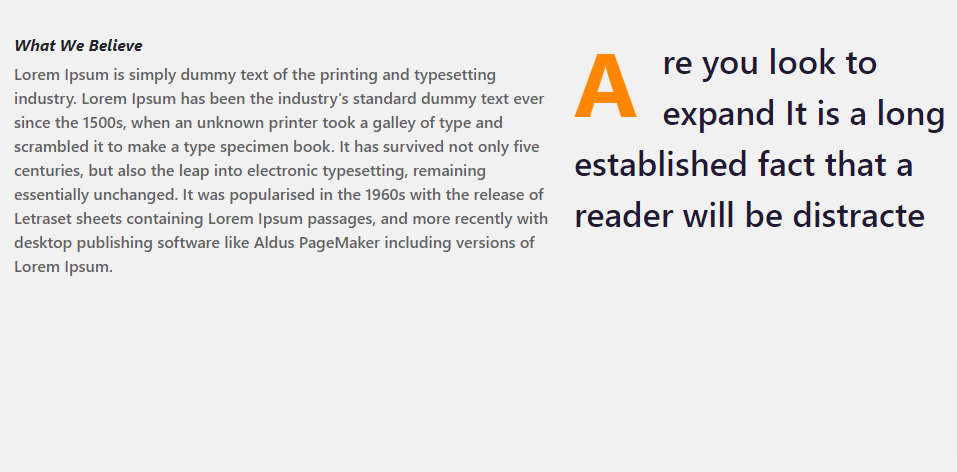 What We Believe
Lorem Ipsum is simply dummy text of the printing and typesetting
industry. Lorem Ipsum has been the industry's standard dummy text ever
since the 1500s, when an unknown printer took a galley of type and
scrambled it to make a type specimen book. It has survived not only five
centuries, but also the leap into electronic typesetting, remaining
essentially unchanged. It was popularised in the 1960s with the release of
Letraset sheets containing Lorem Ipsum passages, and more recently with
desktop publishing software like Aldus PageMaker including versions of
Lorem Ipsum.
Are you look to
expand It is a long
established fact that a
reader will be distracte